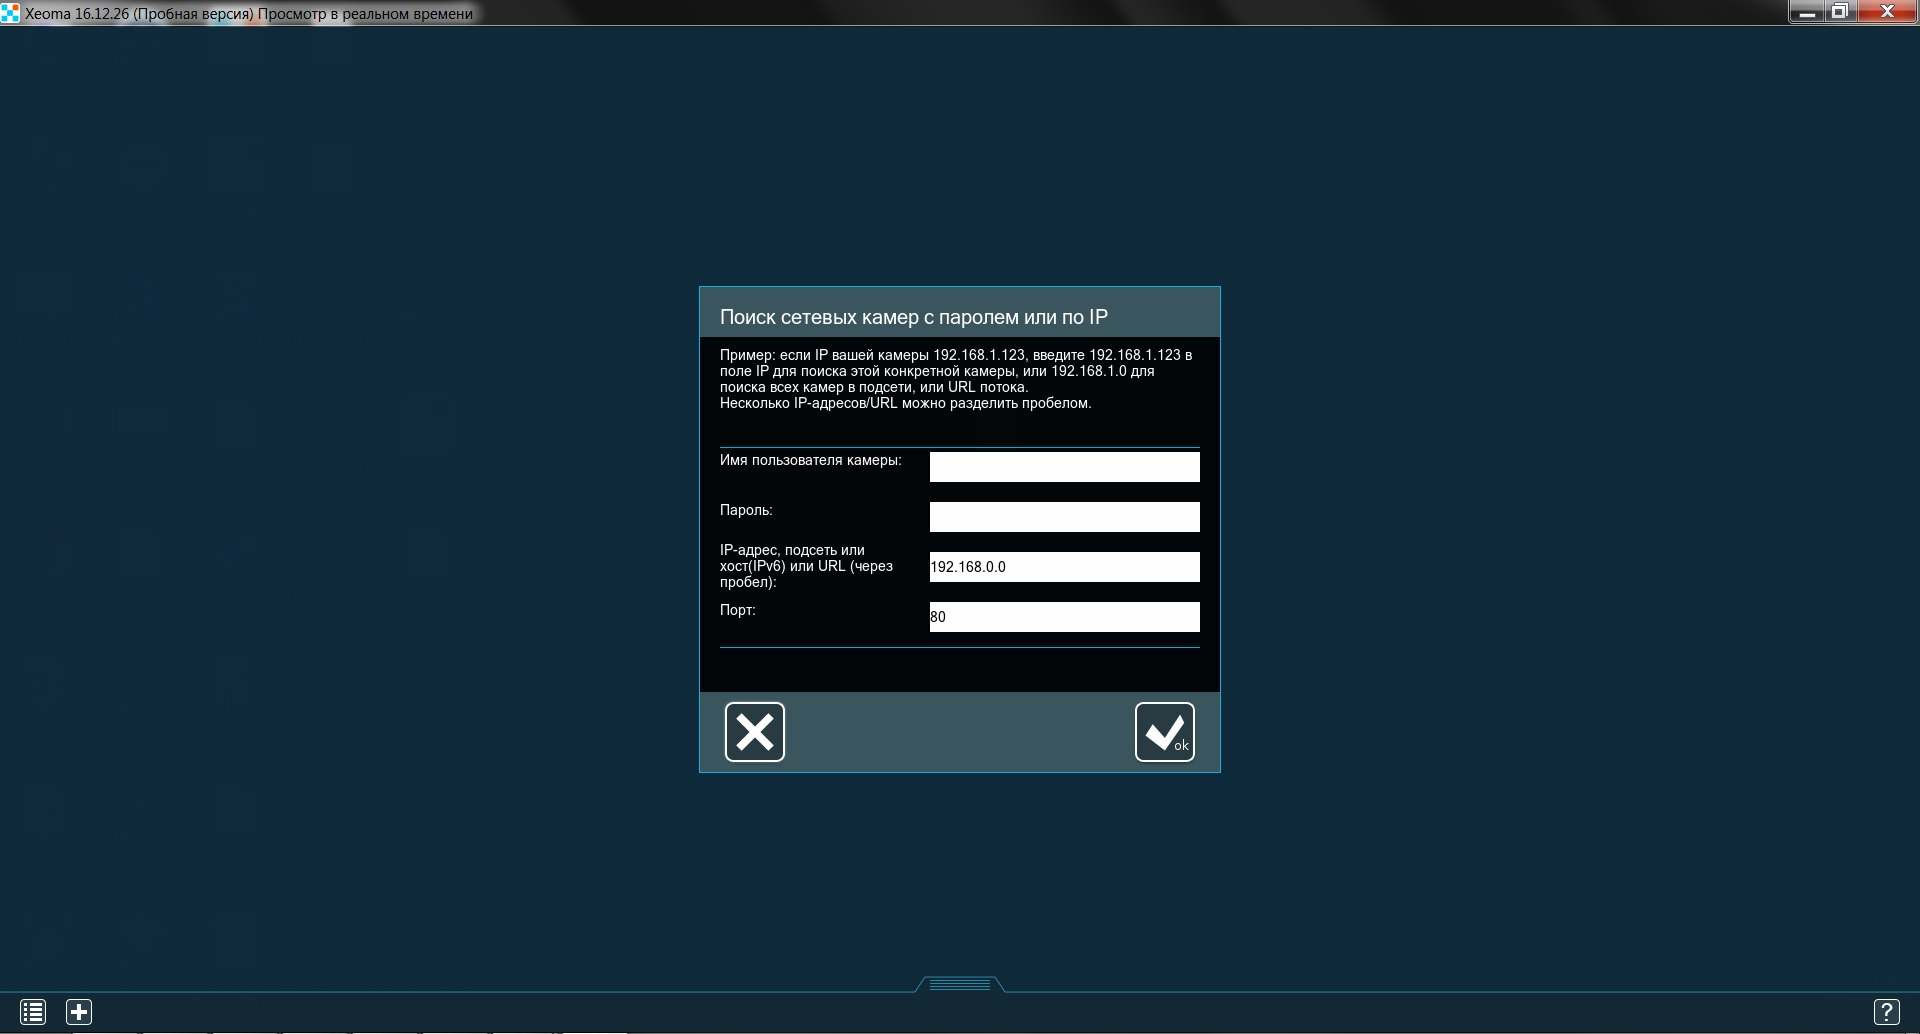 Xeoma 16.12.26 (Пробная версия) Просмотр в реальном времени
Поиск сетевых камер с паролем или по IP
Пример: если IP вашей камеры 192.168.1.123, введите 192.168.1.123 в
поле IP для поиска этой конкретной камеры, или 192.168.1.0 для
поиска всех камер в подсети, или URL потока.
Несколько IP-адресов/URL можно разделить пробелом.
Имя пользователя камеры:
Пароль:
IP-адрес, подсеть или
хост(IPv6) или URL (через
пробел):
192.168.0.0
Порт:
80
ok
?